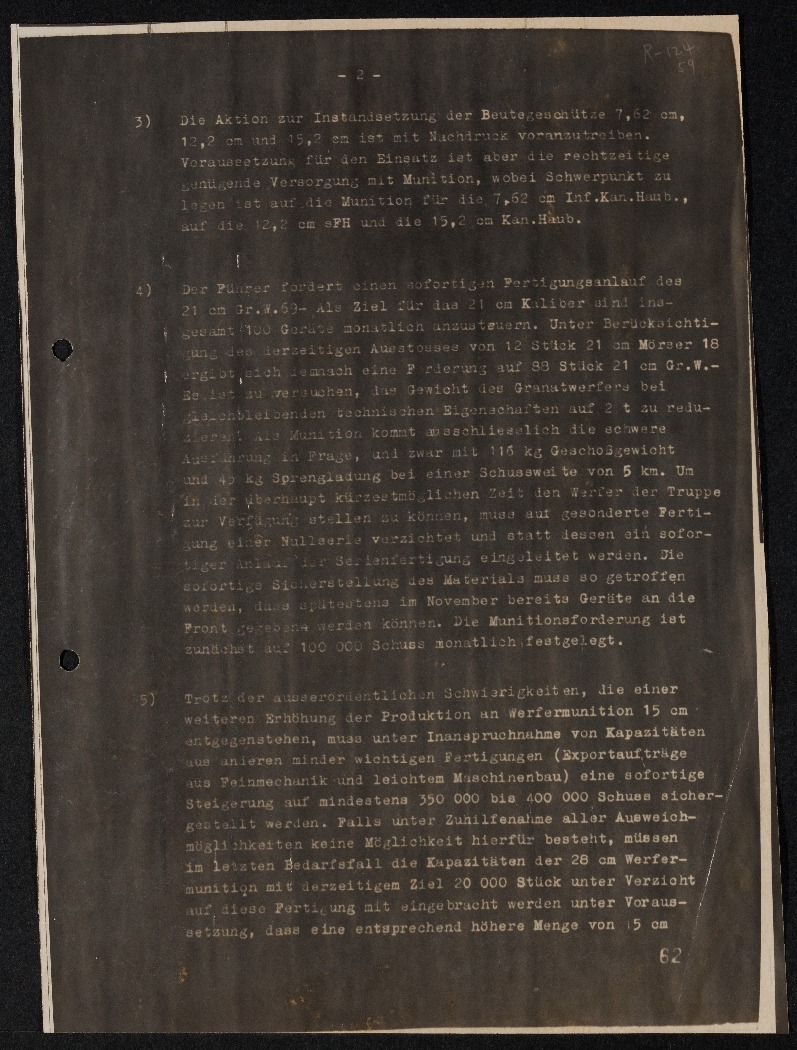 R-124
59
- 2 -
3) Die Aktion zur Instandsetzung der Beutegeschütze 7,62 cm,
12,2 cm und 15,2 cm ist mit Nachdruck voranzutreiben.
Voraussetzung für den Einsatz ist aber die rechtzeitige
genügende Versorgung mit Munition, wobei Schwerpunkt zu
legen ist auf die Munition für die 7,62 cm Inf.Kan.Haub.,
auf die 12,2 cm sFH und die 15,2 cm Kan.Haub.
4) Der Führer fordert einen sofortigen Fertigungsanlauf des
21 cm Gr.W.69- Als Ziel für das 21 cm Kaliber sind ins-
gesamt 100 Geräte monatlich anzusteuern. Unter Berücksichti-
gung des derzeitigen Ausstosses von 12 Stück 21 cm Mörser 18
ergibt sich demnach eine Forderung auf 88 Stück 21 cm Gr.W.-
Es ist zu versuchen, das Gewicht des Granatwerfers bei
gleichbleibenden technischen Eigenschaften auf 2 t zu redu-
zieren. Als Munition kommt ausschliesslich die schwere
Ausführung in Frage, und zwar mit 116 kg Geschoßgewicht
und 45 kg Sprengladung bei einer Schussweite von 5 km. Um
in der überhaupt kürzestmöglichen Zeit den Werfer der Truppe
zur Verfügung stellen zu können, muss auf gesonderte Ferti-
gung einer Nullserie verzichtet und statt dessen ein sofor-
tiger Anlauf der Serienfertigung eingeleitet werden. Die
sofortige Sicherstellung des Materials muss so getroffen
werden, dass spätestens im November bereits Geräte an die
Front gegeben werden können. Die Munitionsforderung ist
zunächst auf 100 000 Schuss monatlich festgelegt.
5) Trotz der ausserordentlichen Schwierigkeiten, die einer
weiteren Erhöhung der Produktion an Werfermunition 15 cm
entgegenstehen, muss unter Inanspruchnahme von Kapazitäten
aus anderen minder wichtigen Fertigungen (Exportaufträge
aus Feinmechanik und leichtem Maschinenbau) eine sofortige
Steigerung auf mindestens 350 000 bis 400 000 Schuss sicher-
gestellt werden. Falls unter Zuhilfenahme aller Ausweich-
möglichkeiten keine Möglichkeit hierfür besteht, müssen
im letzten Bedarfsfall die Kapazitäten der 28 cm Werfer-
munition mit derzeitigem Ziel 20 000 Stück unter Verzicht
auf diese Fertigung mit eingebracht werden unter Voraus-
setzung, dass eine entsprechend höhere Menge von 15 cm
62